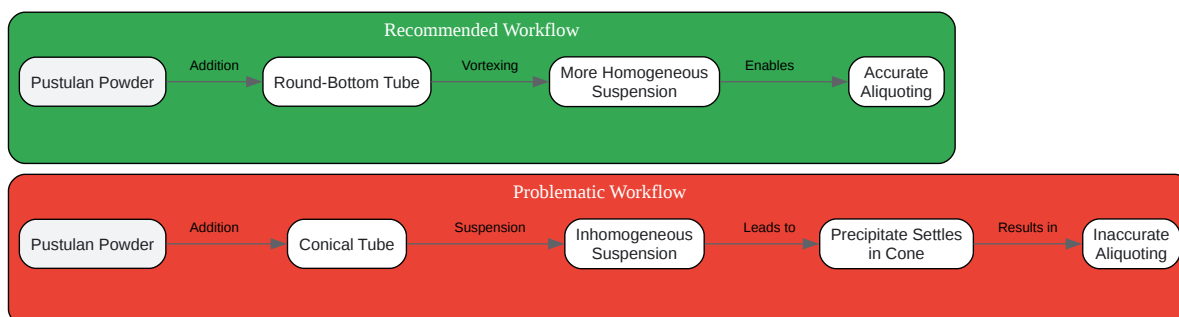 Recommended Workflow
Pustulan Powder
Addition
Round-Bottom Tube
Vortexing
More Homogeneous
Suspension
Enables
Accurate
Aliquoting
Problematic Workflow
Pustulan Powder
Addition
Conical Tube
Suspension
Inhomogeneous
Suspension
Leads to
Precipitate Settles
in Cone
Results in
Inaccurate
Aliquoting